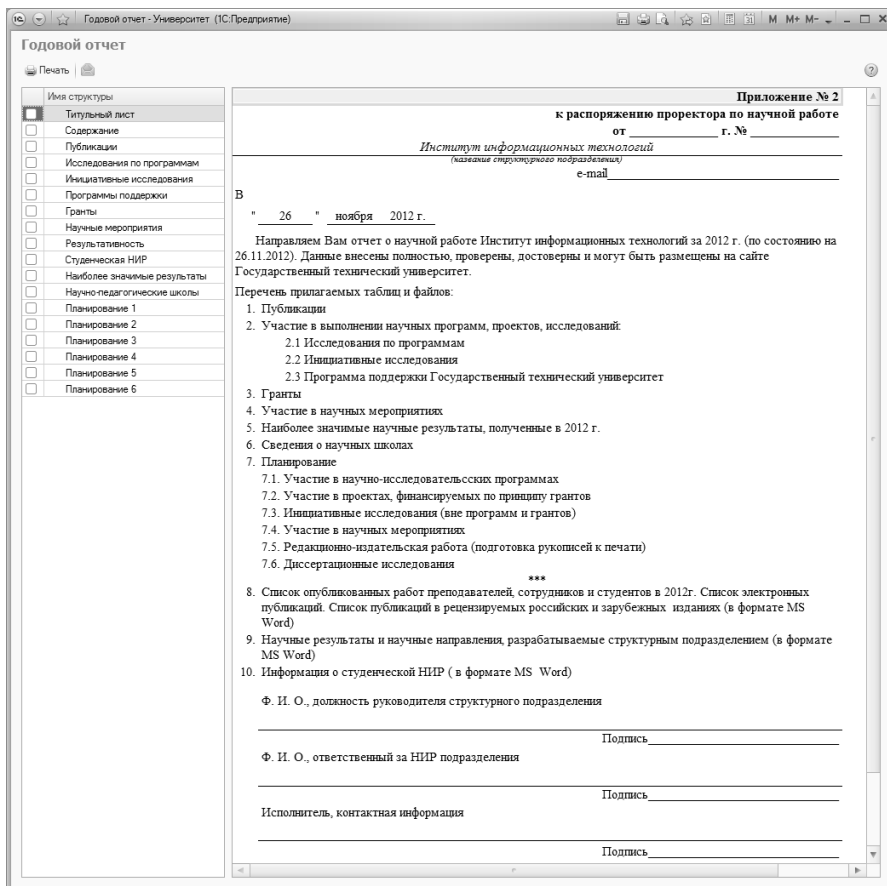 Годовой отчет - Университет (1С:Предприятие)
M M+ M-
Годовой отчет
Печать
Имя структуры
Титульный лист
Содержание
Публикации
Исследования по программам
Инициативные исследования
Программы поддержки
Гранты
Научные мероприятия
Результативность
Студенческая НИР
Наиболее значимые результаты
Научно-педагогические школы
Планирование 1
Планирование 2
Планирование 3
Планирование 4
Планирование 5
Планирование 6
Приложение № 2
к распоряжению проректора по научной работе
от ______________ г. № ______________
Институт информационных технологий
(название структурного подразделения)
e-mail______________
В
" 26 " ноября 2012 г.
Направляем Вам отчет о научной работе Институт информационных технологий за 2012 г. (по состоянию на
26.11.2012). Данные внесены полностью, проверены, достоверны и могут быть размещены на сайте
Государственный технический университет.
Перечень прилагаемых таблиц и файлов:
1. Публикации
2. Участие в выполнении научных программ, проектов, исследований:
2.1 Исследования по программам
2.2 Инициативные исследования
2.3 Программа поддержки Государственный технический университет
3. Гранты
4. Участие в научных мероприятиях
5. Наиболее значимые научные результаты, полученные в 2012 г.
6. Сведения о научных школах
7. Планирование
7.1. Участие в научно-исследовательсских программах
7.2. Участие в проектах, финансируемых по принципу грантов
7.3. Инициативные исследования (вне программ и грантов)
7.4. Участие в научных мероприятиях
7.5. Редакционно-издательская работа (подготовка рукописей к печати)
7.6. Диссертационные исследования
***
8. Список опубликованных работ преподавателей, сотрудников и студентов в 2012г. Список электронных
публикаций. Список публикаций в рецензируемых российских и зарубежных изданиях (в формате MS
Word)
9. Научные результаты и научные направления, разрабатываемые структурным подразделением (в формате
MS Word)
10. Информация о студенческой НИР ( в формате MS Word)
Ф. И. О., должность руководителя структурного подразделения
Подпись______________
Ф. И. О., ответственный за НИР подразделения
Подпись______________
Исполнитель, контактная информация
Подпись______________